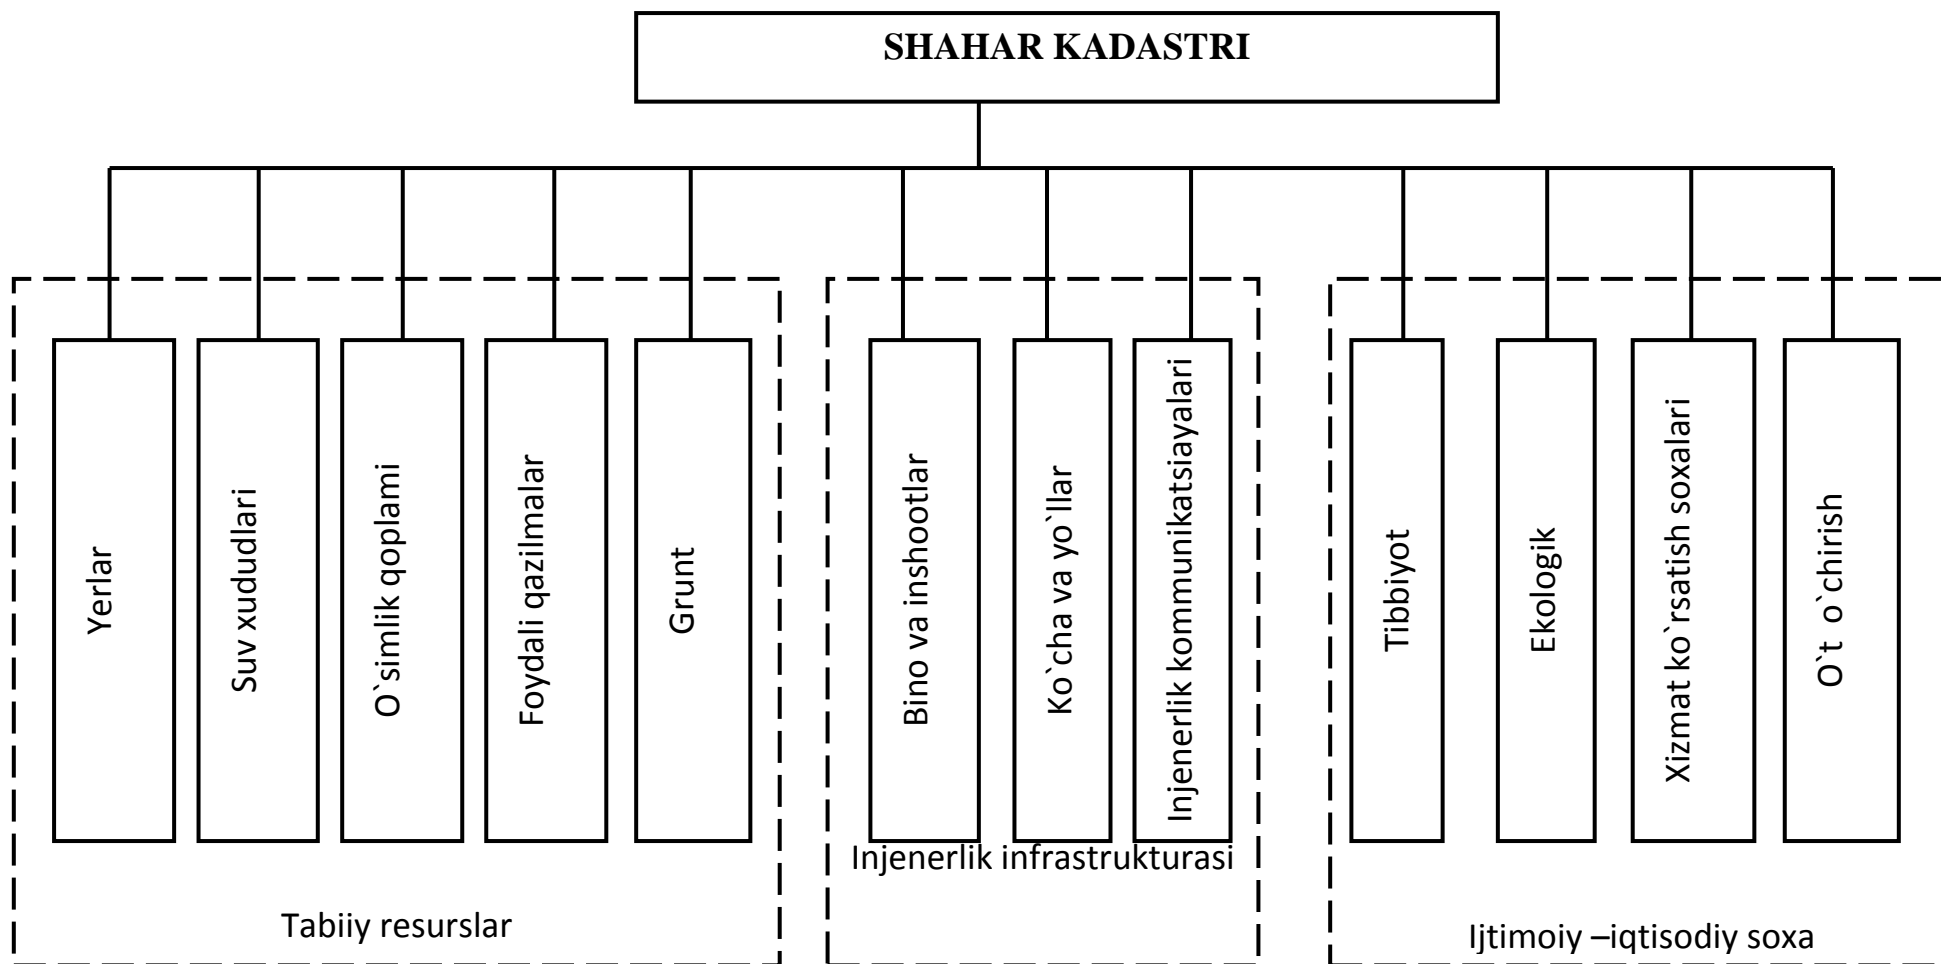 SHAHAR KADASTRI
Yerlar
Suv xududlari
O`simlik qoplami
Foydali qazilmalar
Grunt
Tabiiy resurslar
Bino va inshootlar
Ko`cha va yo`llar
Injenerlik kommunikatsiayalari
Injenerlik infrastrukturasi
Tibbiyot
Ekologik
Xizmat ko`rsatish soxalari
O`t o`chirish
Ijtimoiy –iqtisodiy soxa